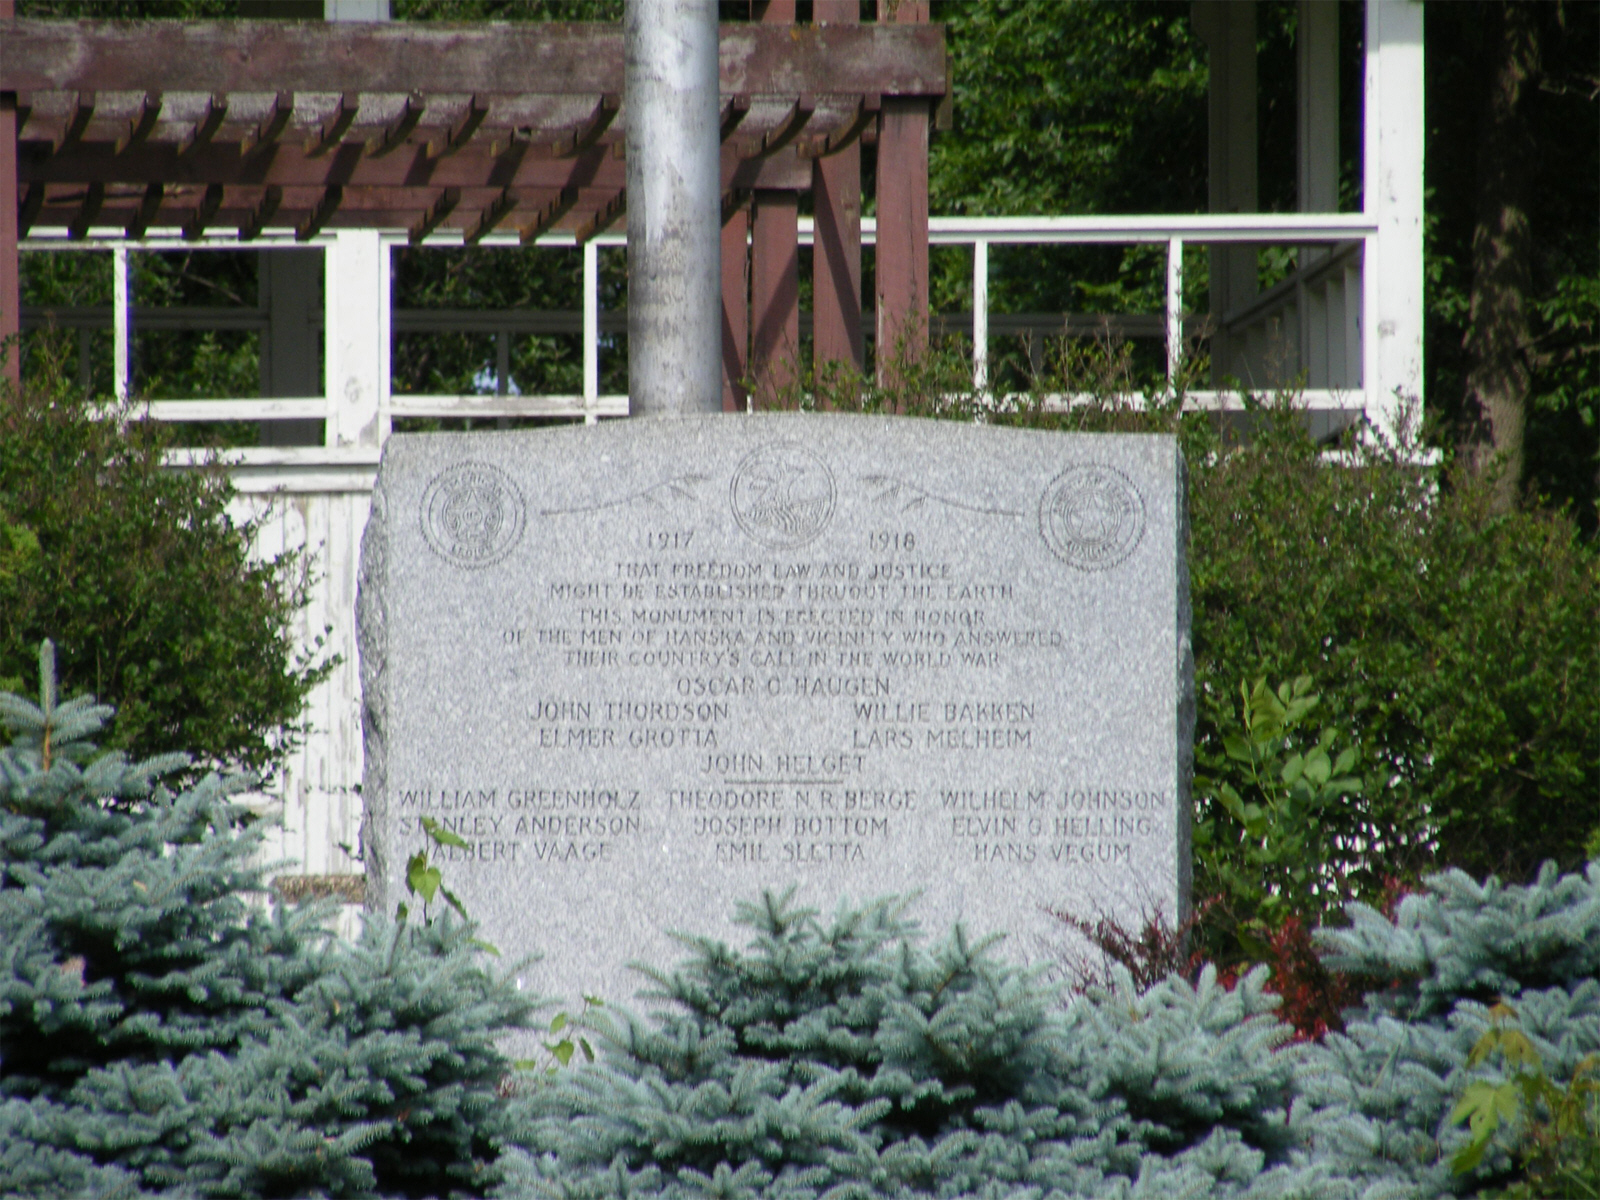 1917 1918
THAT FREEDOM LAW AND JUSTICE
MIGHT BE ESTABLISHED THRUOUT THE EARTH
THIS MONUMENT IS ERECTED IN HONOR
OF THE MEN OF HANSKA AND VICINITY WHO ANSWERED
THEIR COUNTRY'S CALL IN THE WORLD WAR
OSCAR O HAUGEN
JOHN THORDSON WILLIE BAKKEN
ELMER GROTTA LARS MELHEIM
JOHN HELGET
WILLIAM GREENHOLZ THEODORE N. P. BERGE WILHELM JOHNSON
STANLEY ANDERSON JOSEPH BOTTOM ELVIN G. HELLING
ALBERT VAAGE EMIL SLETTA HANS VEGUM